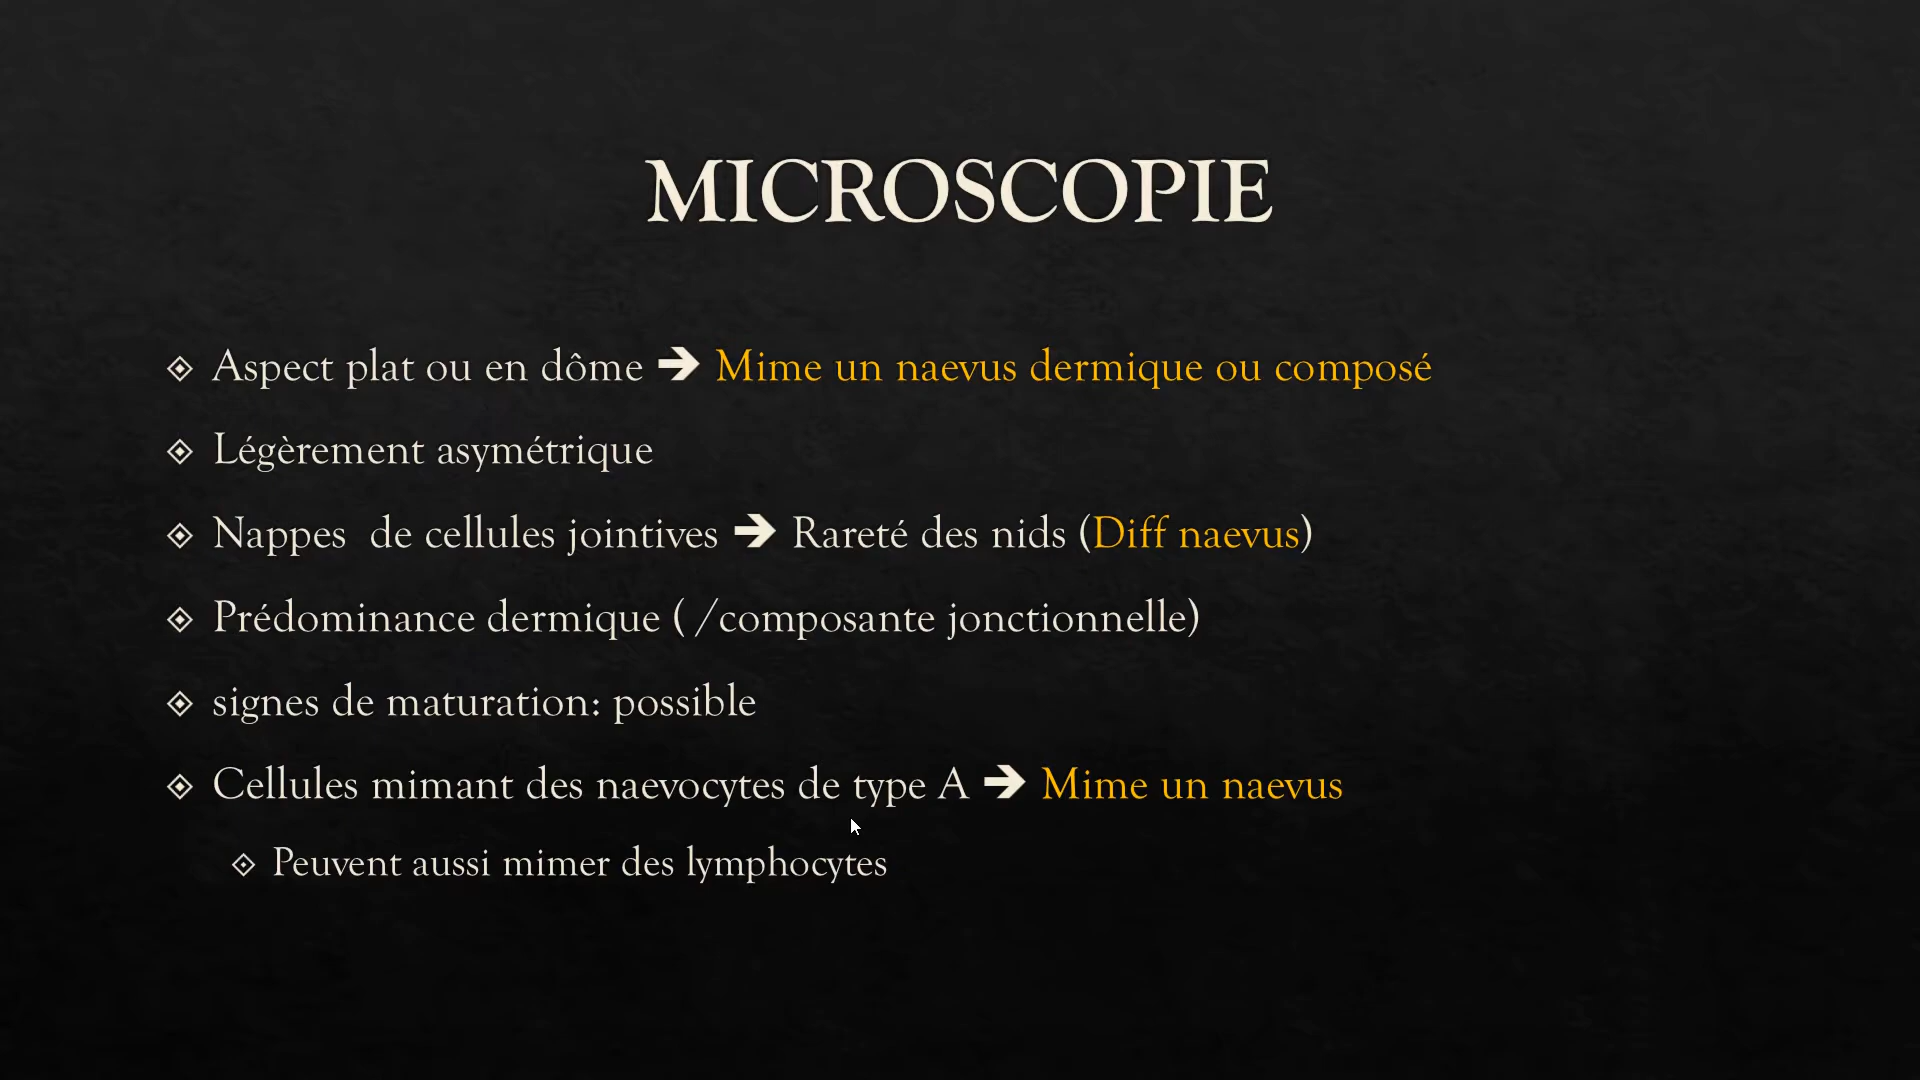 MICROSCOPIE
Aspect plat ou en dôme ➔ Mime un naevus dermique ou composé
Légèrement asymétrique
Nappes  de cellules jointives ➔ Rareté des nids (Diff naevus)
Prédominance dermique ( /composante jonctionnelle)
signes de maturation: possible
Cellules mimant des naevocytes de type A ➔ Mime un naevus
Peuvent aussi mimer des lymphocytes